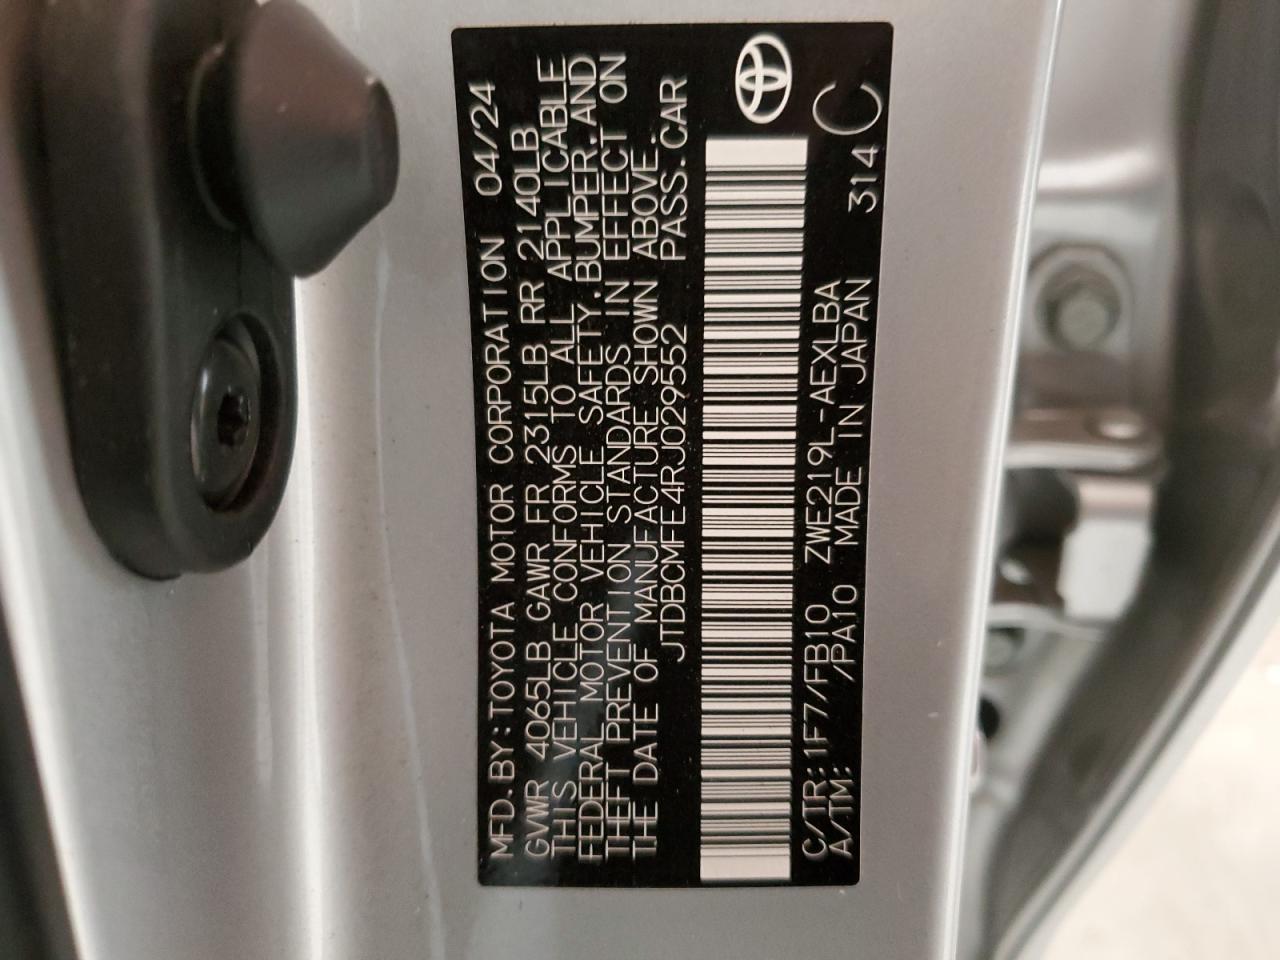 MFD.BY:TOYOTA MOTOR CORPORATION 04/24
GVWR 4065LB GAWR FR 2315LB RR 2140LB
THIS VEHICLE CONFORMS TO ALL APPLICABLE
FEDERAL MOTOR VEHICLE SAFETY,BUMPER,AND
THEFT PREVENTION STANDARDS IN EFFECT ON
THE DATE OF MANUFACTURE SHOWN ABOVE.
JTDBCMFE4RJ029552 PASS.CAR
C/TR:1F7/FB10 ZWE219L-AEXLBA 314 C
A/TM: /PA10 MADE IN JAPAN